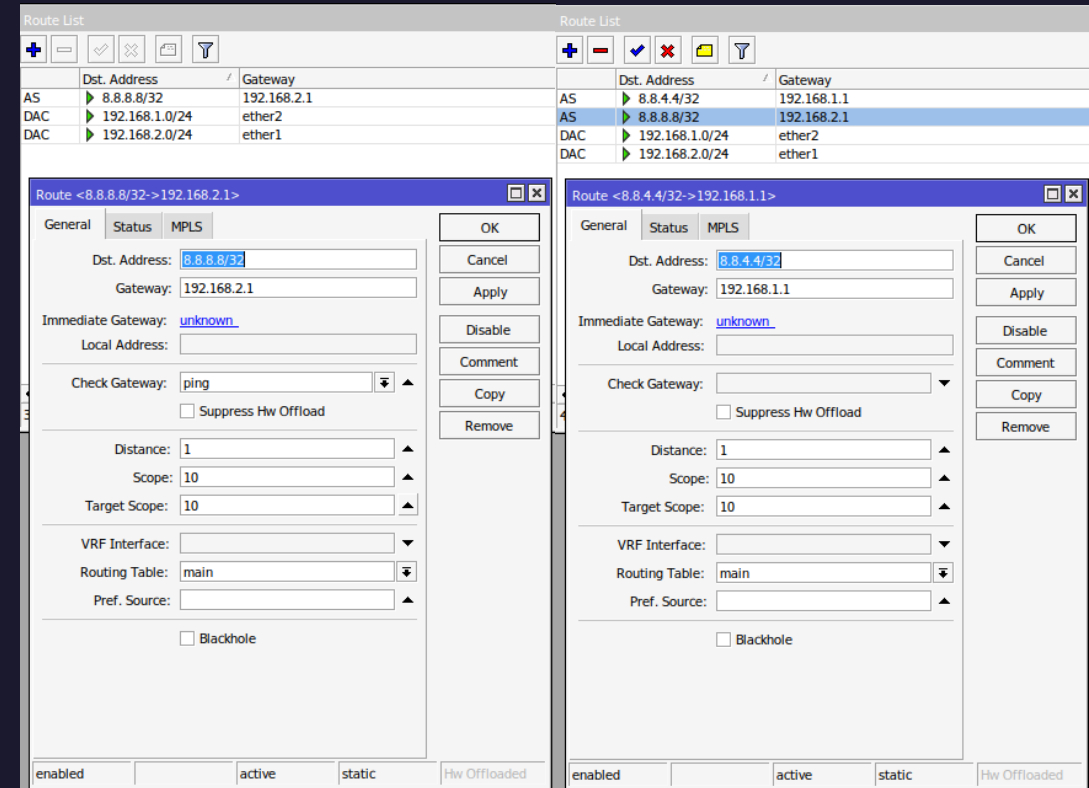 Route List
Dst. Address Gateway
AS 8.8.8.8/32 192.168.2.1
DAC 192.168.1.0/24 ether2
DAC 192.168.2.0/24 ether1
Route <8.8.8.8/32->192.168.2.1>
General Status MPLS
OK
Dst. Address: 8.8.8.8/32
Cancel
Gateway: 192.168.2.1
Apply
Immediate Gateway: unknown
Disable
Local Address:
Comment
Check Gateway: ping
Copy
Suppress Hw Offload
Remove
Distance: 1
Scope: 10
Target Scope: 10
VRF Interface:
Routing Table: main
Pref. Source:
Blackhole
enabled active static Hw Offloaded
Route List
Dst. Address Gateway
AS 8.8.4.4/32 192.168.1.1
AS 8.8.8.8/32 192.168.2.1
DAC 192.168.1.0/24 ether2
DAC 192.168.2.0/24 ether1
Route <8.8.4.4/32->192.168.1.1>
General Status MPLS
OK
Dst. Address: 8.8.4.4/32
Cancel
Gateway: 192.168.1.1
Apply
Immediate Gateway: unknown
Disable
Local Address:
Comment
Check Gateway:
Copy
Suppress Hw Offload
Remove
Distance: 1
Scope: 10
Target Scope: 10
VRF Interface:
Routing Table: main
Pref. Source:
Blackhole
enabled active static Hw Offloaded